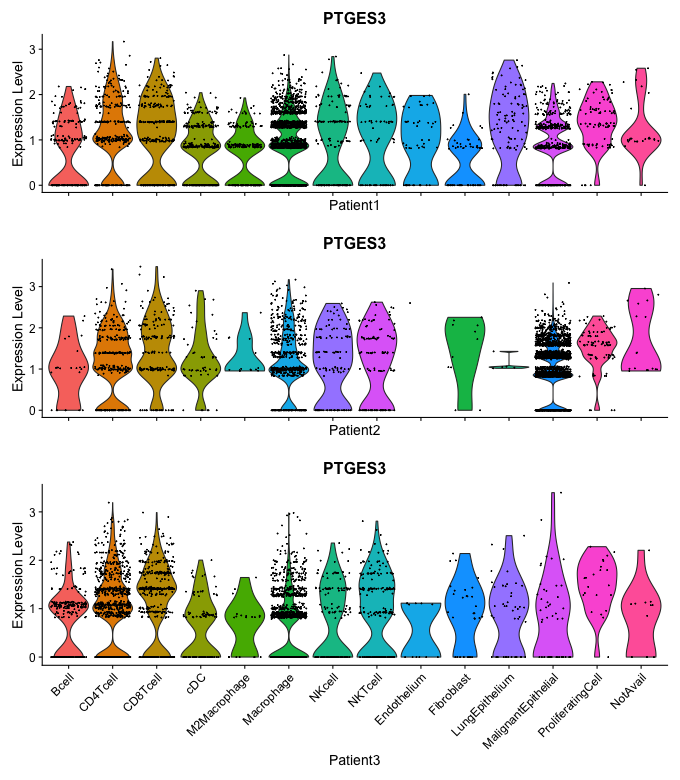 PTGES3
Expression Level
3
2
1
0
Patient1
PTGES3
Expression Level
3
2
1
0
Patient2
PTGES3
Expression Level
3
2
1
0
Bcell
CD4Tcell
CD8Tcell
cDC
M2Macrophage
Macrophage
NKcell
NKTcell
Endothelium
Fibroblast
LungEpithelium
MalignantEpithelial
ProliferatingCell
NotAvail
Patient3